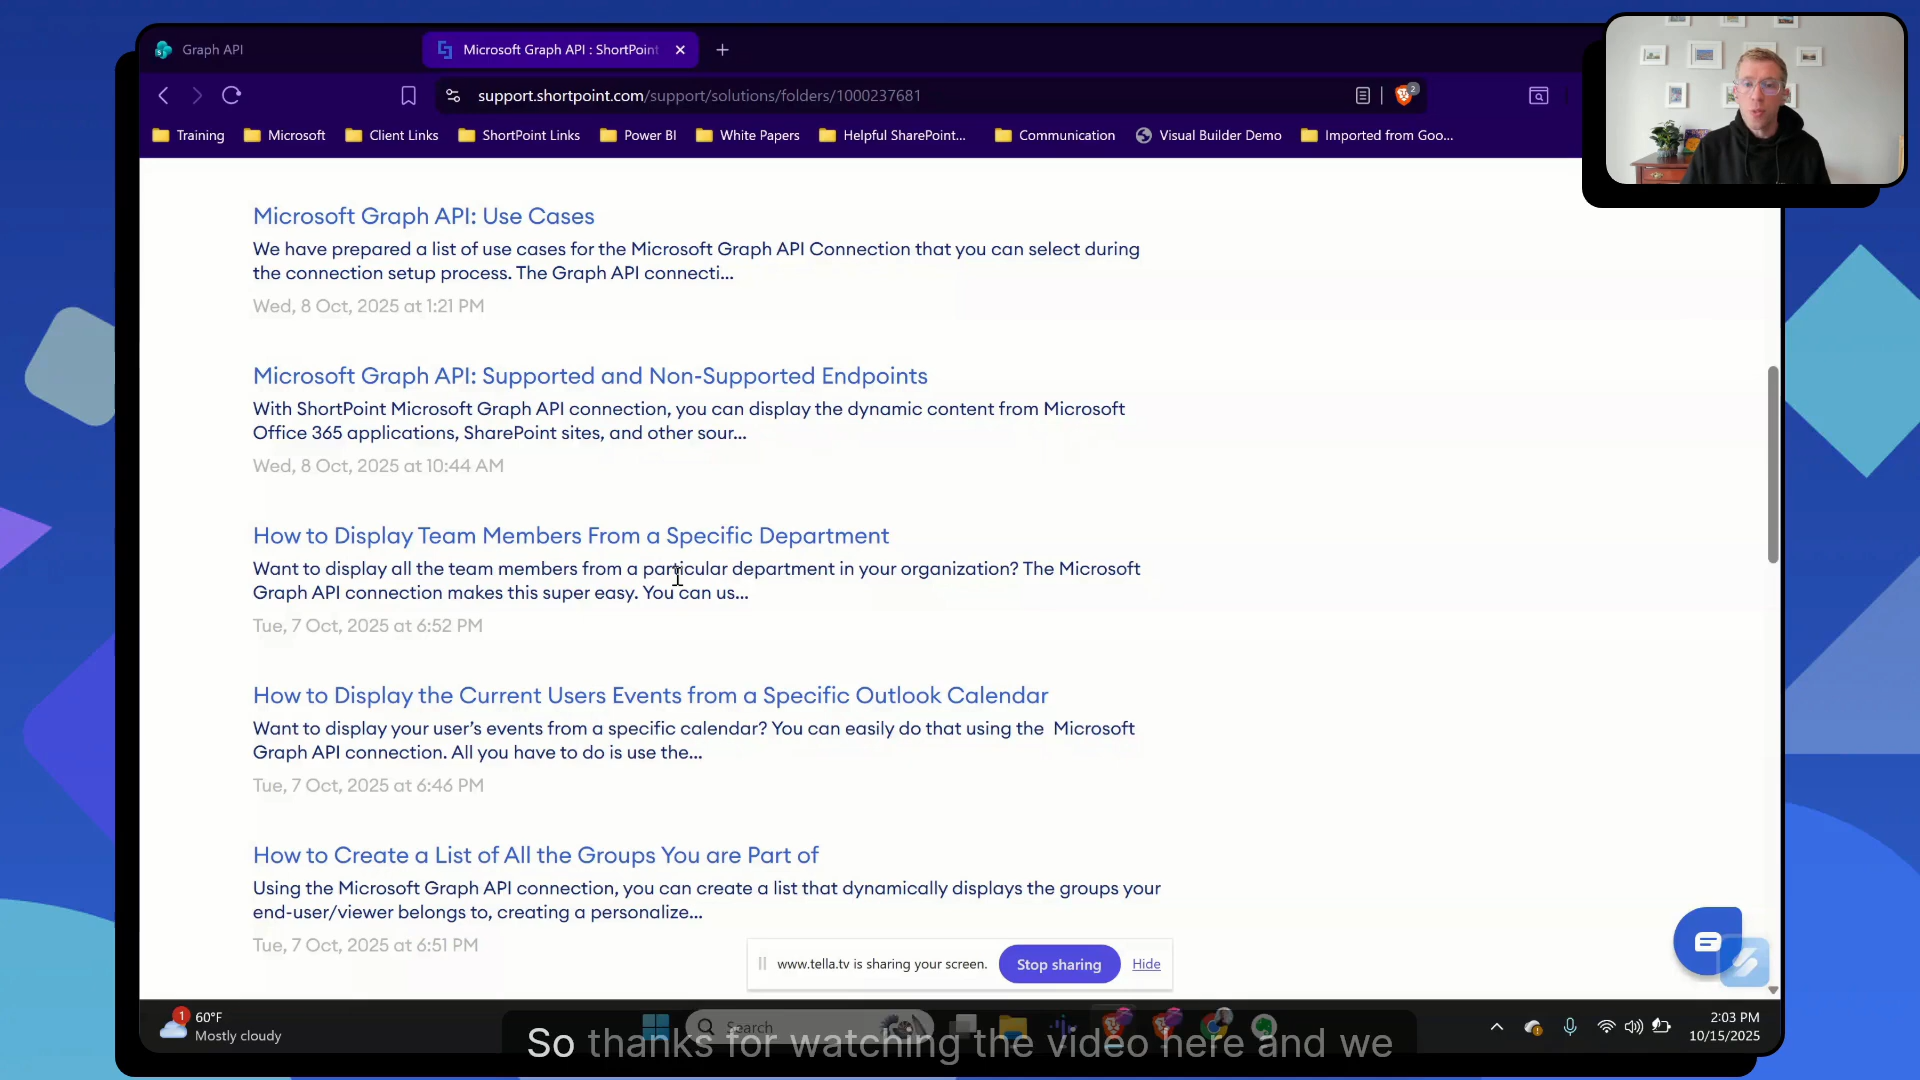 Graph API
Microsoft Graph API : ShortPoint
support.shortpoint.com/support/solutions/folders/1000237681
2
Training
Microsoft
Client Links
ShortPoint Links
Power BI
White Papers
Helpful SharePoint...
Communication
Visual Builder Demo
Imported from Goo...
Microsoft Graph API: Use Cases
We have prepared a list of use cases for the Microsoft Graph API Connection that you can select during
the connection setup process. The Graph API connecti...
Wed, 8 Oct, 2025 at 1:21 PM
Microsoft Graph API: Supported and Non-Supported Endpoints
With ShortPoint Microsoft Graph API connection, you can display the dynamic content from Microsoft
Office 365 applications, SharePoint sites, and other sour...
Wed, 8 Oct, 2025 at 10:44 AM
How to Display Team Members From a Specific Department
Want to display all the team members from a particular department in your organization? The Microsoft
Graph API connection makes this super easy. You can us...
Tue, 7 Oct, 2025 at 6:52 PM
How to Display the Current Users Events from a Specific Outlook Calendar
Want to display your user's events from a specific calendar? You can easily do that using the Microsoft
Graph API connection. All you have to do is use the...
Tue, 7 Oct, 2025 at 6:46 PM
How to Create a List of All the Groups You are Part of
Using the Microsoft Graph API connection, you can create a list that dynamically displays the groups your
end-user/viewer belongs to, creating a personalize...
Tue, 7 Oct, 2025 at 6:51 PM
www.tella.tv is sharing your screen.
Stop sharing
Hide
1
60°F
Mostly cloudy
Search
2:03 PM
10/15/2025
So thanks for watching the video here and we